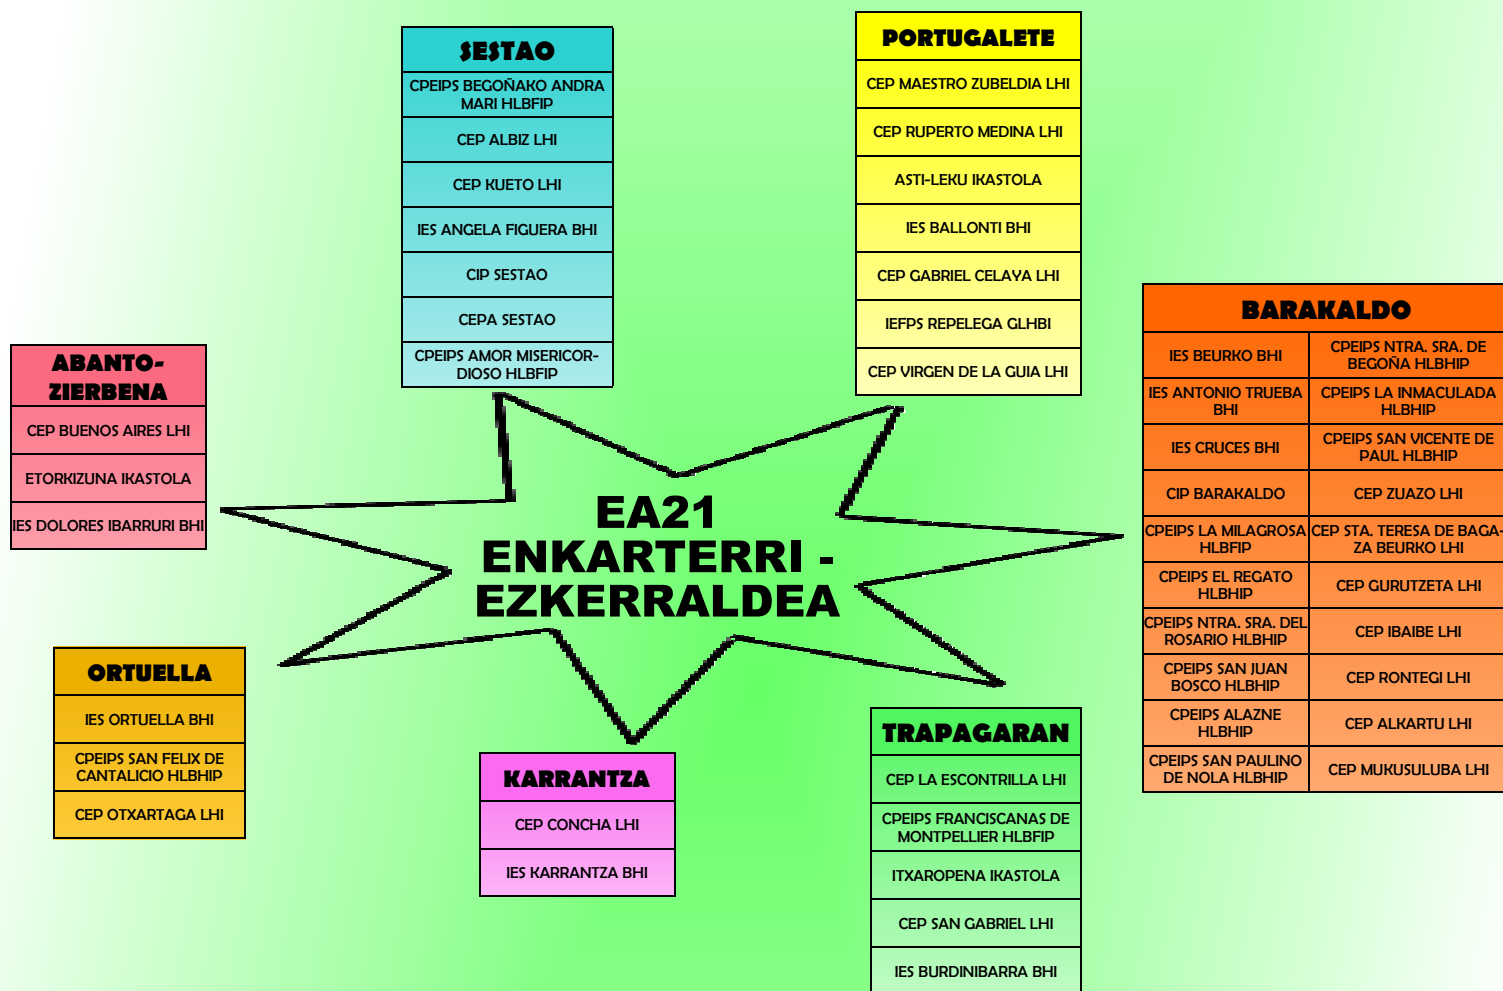 SESTAO
CPEIPS BEGOÑAKO ANDRA
MARI HLBFIP
CEP ALBIZ LHI
CEP KUETO LHI
IES ANGELA FIGUERA BHI
CIP SESTAO
CEPA SESTAO
CPEIPS AMOR MISERICOR-
DIOSO HLBFIP
PORTUGALETE
CEP MAESTRO ZUBELDIA LHI
CEP RUPERTO MEDINA LHI
ASTI-LEKU IKASTOLA
IES BALLONTI BHI
CEP GABRIEL CELAYA LHI
IEFPS REPELEGA GLHBI
CEP VIRGEN DE LA GUIA LHI
BARAKALDO
IES BEURKO BHI
CPEIPS NTRA. SRA. DE
BEGOÑA HLBHIP
IES ANTONIO TRUEBA
BHI
CPEIPS LA INMACULADA
HLBHIP
IES CRUCES BHI
CPEIPS SAN VICENTE DE
PAUL HLBHIP
CIP BARAKALDO
CEP ZUAZO LHI
CPEIPS LA MILAGROSA
HLBFIP
CEP STA. TERESA DE BAGA-
ZA BEURKO LHI
CPEIPS EL REGATO
HLBHIP
CEP GURUTZETA LHI
CPEIPS NTRA. SRA. DEL
ROSARIO HLBHIP
CEP IBAIBE LHI
CPEIPS SAN JUAN
BOSCO HLBHIP
CEP RONTEGI LHI
CPEIPS ALAZNE
HLBHIP
CEP ALKARTU LHI
CPEIPS SAN PAULINO
DE NOLA HLBHIP
CEP MUKUSULUBA LHI
ABANTO-
ZIERBENA
CEP BUENOS AIRES LHI
ETORKIZUNA IKASTOLA
IES DOLORES IBARRURI BHI
EA21
ENKARTERRI -
EZKERRALDEA
ORTUELLA
IES ORTUELLA BHI
CPEIPS SAN FELIX DE
CANTALICIO HLBHIP
CEP OTXARTAGA LHI
KARRANTZA
CEP CONCHA LHI
IES KARRANTZA BHI
TRAPAGARAN
CEP LA ESCONTRILLA LHI
CPEIPS FRANCISCANAS DE
MONTPELLIER HLBFIP
ITXAROPENA IKASTOLA
CEP SAN GABRIEL LHI
IES BURDINIBARRA BHI